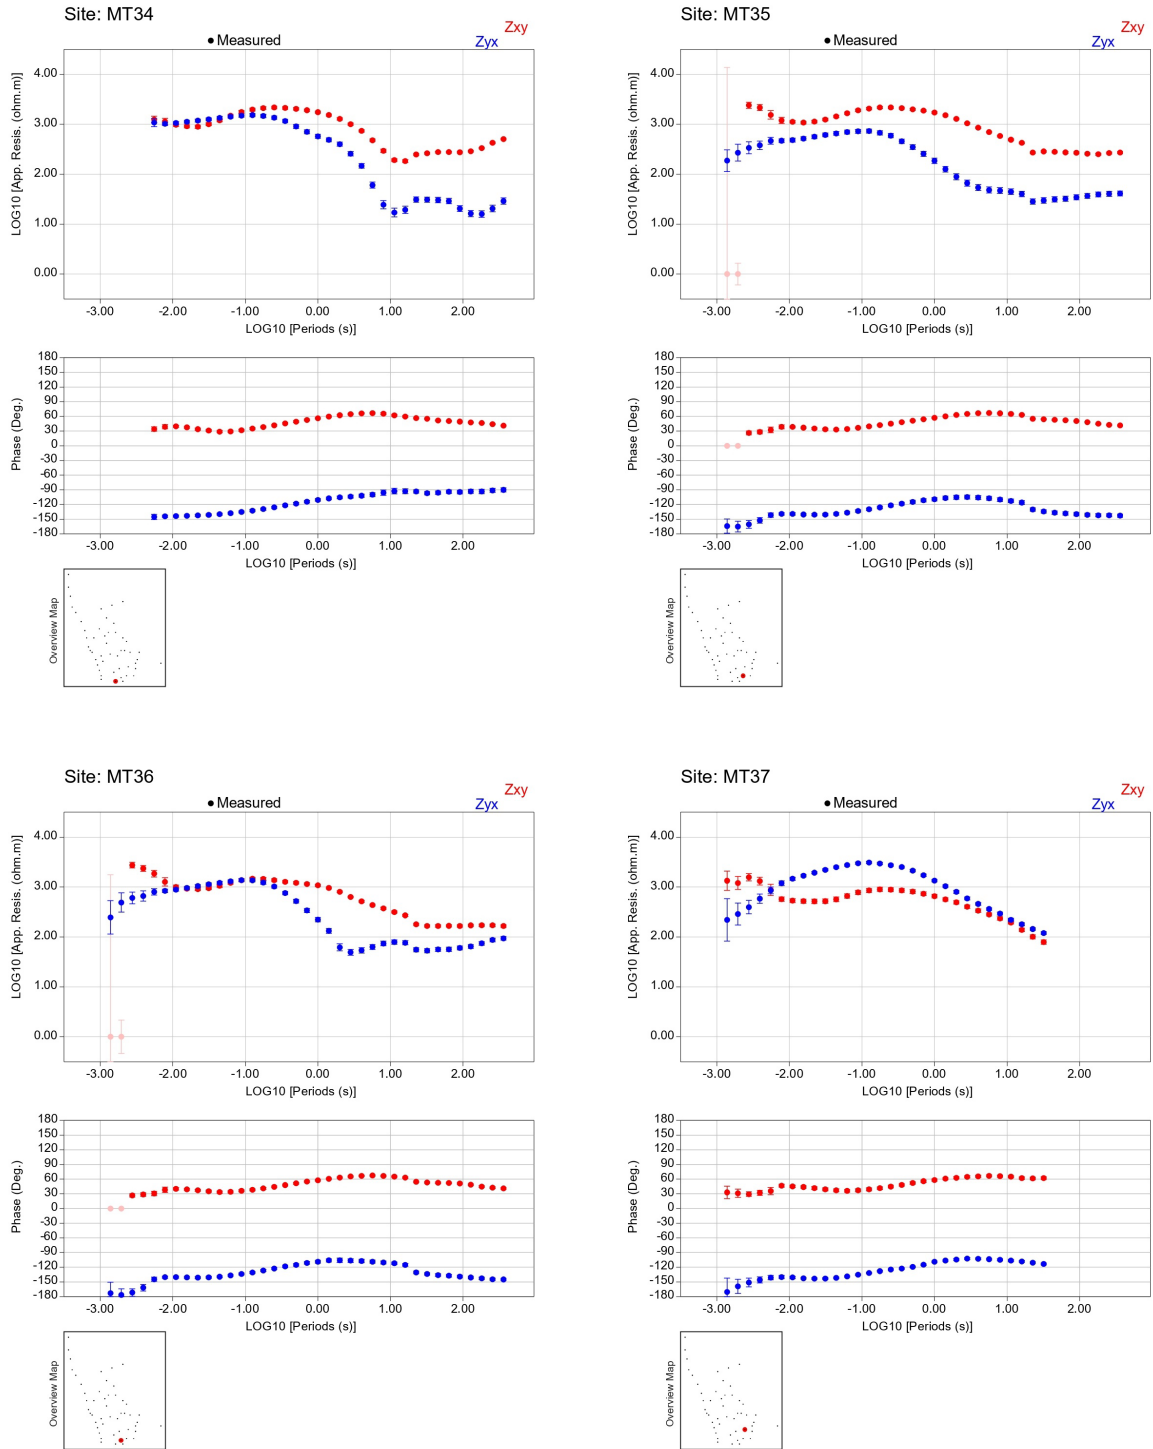 Site: MT34
Zxy
● Measured
Zyx
LOG10 [App. Resis. (ohm.m)]
4.00
3.00
2.00
1.00
0.00
-3.00 -2.00 -1.00 0.00 1.00 2.00
LOG10 [Periods (s)]
Phase (Deg.)
180
150
120
90
60
30
0
-30
-60
-90
-120
-150
-180
-3.00 -2.00 -1.00 0.00 1.00 2.00
LOG10 [Periods (s)]
Overview Map
Site: MT35
Zxy
● Measured
Zyx
LOG10 [App. Resis. (ohm.m)]
4.00
3.00
2.00
1.00
0.00
-3.00 -2.00 -1.00 0.00 1.00 2.00
LOG10 [Periods (s)]
Phase (Deg.)
180
150
120
90
60
30
0
-30
-60
-90
-120
-150
-180
-3.00 -2.00 -1.00 0.00 1.00 2.00
LOG10 [Periods (s)]
Overview Map
Site: MT36
Zxy
● Measured
Zyx
LOG10 [App. Resis. (ohm.m)]
4.00
3.00
2.00
1.00
0.00
-3.00 -2.00 -1.00 0.00 1.00 2.00
LOG10 [Periods (s)]
Phase (Deg.)
180
150
120
90
60
30
0
-30
-60
-90
-120
-150
-180
-3.00 -2.00 -1.00 0.00 1.00 2.00
LOG10 [Periods (s)]
Overview Map
Site: MT37
Zxy
● Measured
Zyx
LOG10 [App. Resis. (ohm.m)]
4.00
3.00
2.00
1.00
0.00
-3.00 -2.00 -1.00 0.00 1.00 2.00
LOG10 [Periods (s)]
Phase (Deg.)
180
150
120
90
60
30
0
-30
-60
-90
-120
-150
-180
-3.00 -2.00 -1.00 0.00 1.00 2.00
LOG10 [Periods (s)]
Overview Map